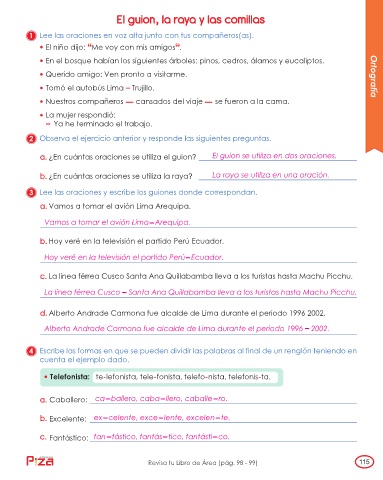 El guion, la raya y las comillas
1 Lee las oraciones en voz alta junto con tus compañeros(as).
• El niño dijo: "Me voy con mis amigos".
• En el bosque habían los siguientes árboles: pinos, cedros, álamos y eucaliptos.
• Querido amigo: Ven pronto a visitarme.
• Tomó el autobús Lima – Trujillo.
• Nuestros compañeros — cansados del viaje — se fueron a la cama.
• La mujer respondió:
– Ya he terminado el trabajo.
Ortografía
2 Observa el ejercicio anterior y responde las siguientes preguntas.
a. ¿En cuántas oraciones se utiliza el guion? El guion se utiliza en dos oraciones.
b. ¿En cuántas oraciones se utiliza la raya? La raya se utiliza en una oración.
3 Lee las oraciones y escribe los guiones donde correspondan.
a. Vamos a tomar el avión Lima Arequipa.
Vamos a tomar el avión Lima–Arequipa.
b. Hoy veré en la televisión el partido Perú Ecuador.
Hoy veré en la televisión el partido Perú–Ecuador.
c. La línea férrea Cusco Santa Ana Quillabamba lleva a los turistas hasta Machu Picchu.
La línea férrea Cusco – Santa Ana Quillabamba lleva a los turistas hasta Machu Picchu.
d. Alberto Andrade Carmona fue alcalde de Lima durante el periodo 1996 2002.
Alberto Andrade Carmona fue alcalde de Lima durante el periodo 1996 – 2002.
4 Escribe las formas en que se pueden dividir las palabras al final de un renglón teniendo en
cuenta el ejemplo dado.
• Telefonista: te-lefonista, tele-fonista, telefo-nista, telefonis-ta.
a. Caballero: ca–ballero, caba–llero, caballe–ro.
b. Excelente: ex–celente, exce–lente, excelen–te.
c. Fantástico: fan–tástico, fantás–tico, fantásti–co.
Piza
Revisa tu Libro de Área (pág. 98 - 99)
115